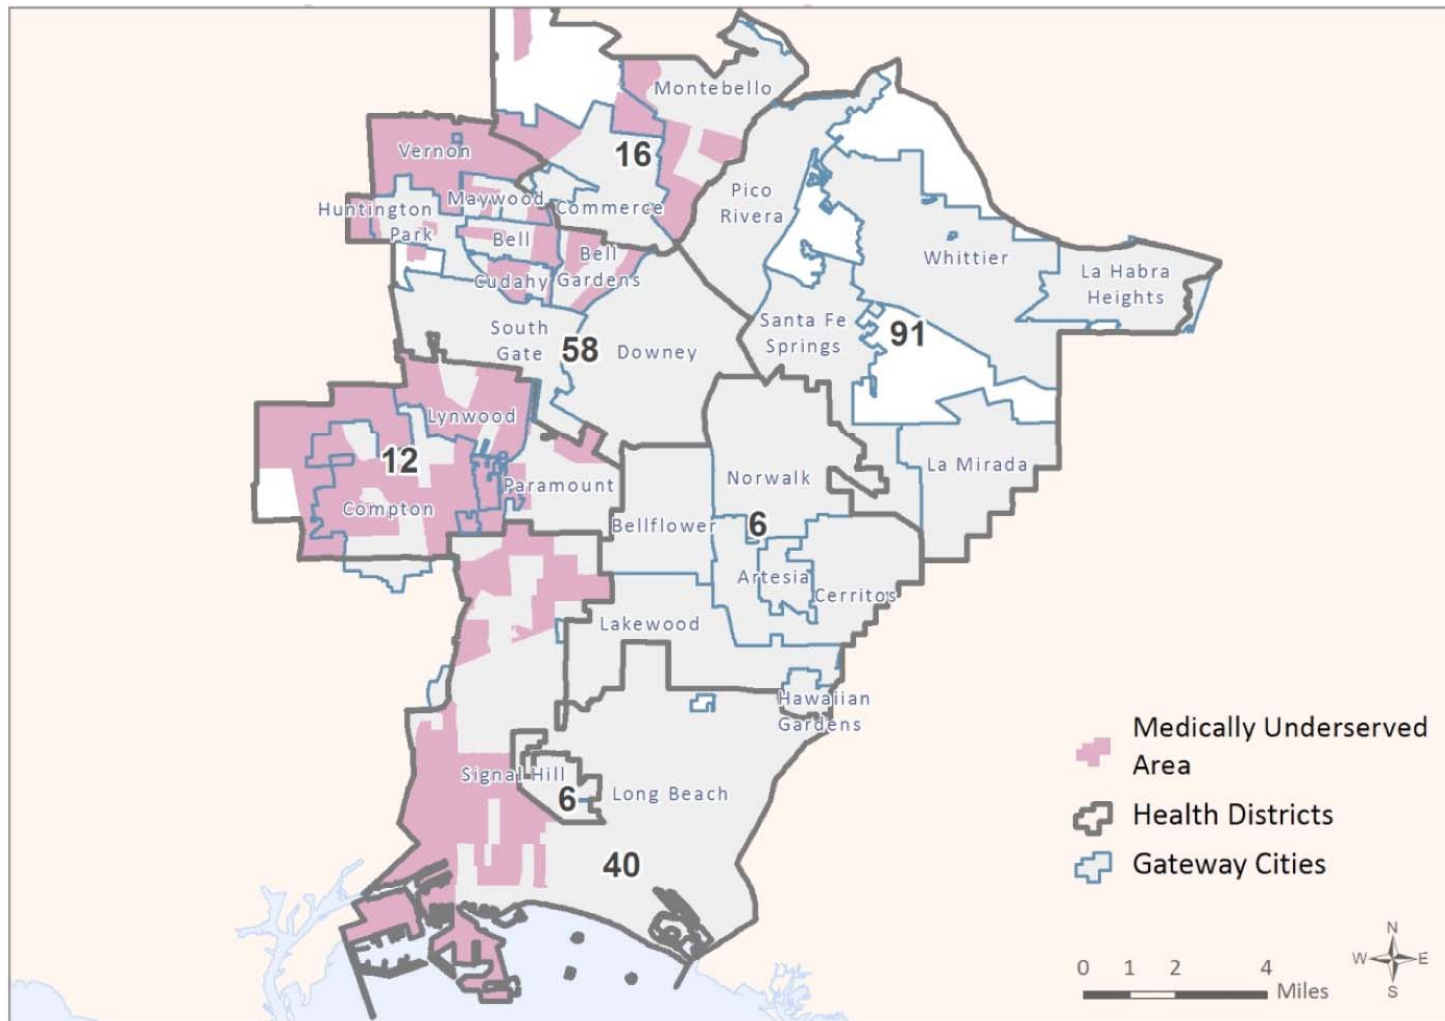 Montebello
16
Vernon
Maywood
Commerce
Huntington
Park
Pico
Rivera
Bell
Bell
Gardens
Cudahy
Whittier
La Habra
Heights
South
Gate
58
Downey
Santa Fe
Springs
91
Lynwood
12
Compton
Paramount
Norwalk
La Mirada
Bellflower
6
Artesia
Cerritos
Lakewood
Hawaiian
Gardens
Signal Hill
6
Long Beach
40
Medically Underserved
Area
Health Districts
Gateway Cities
0 1 2 4
Miles
N
W E
S